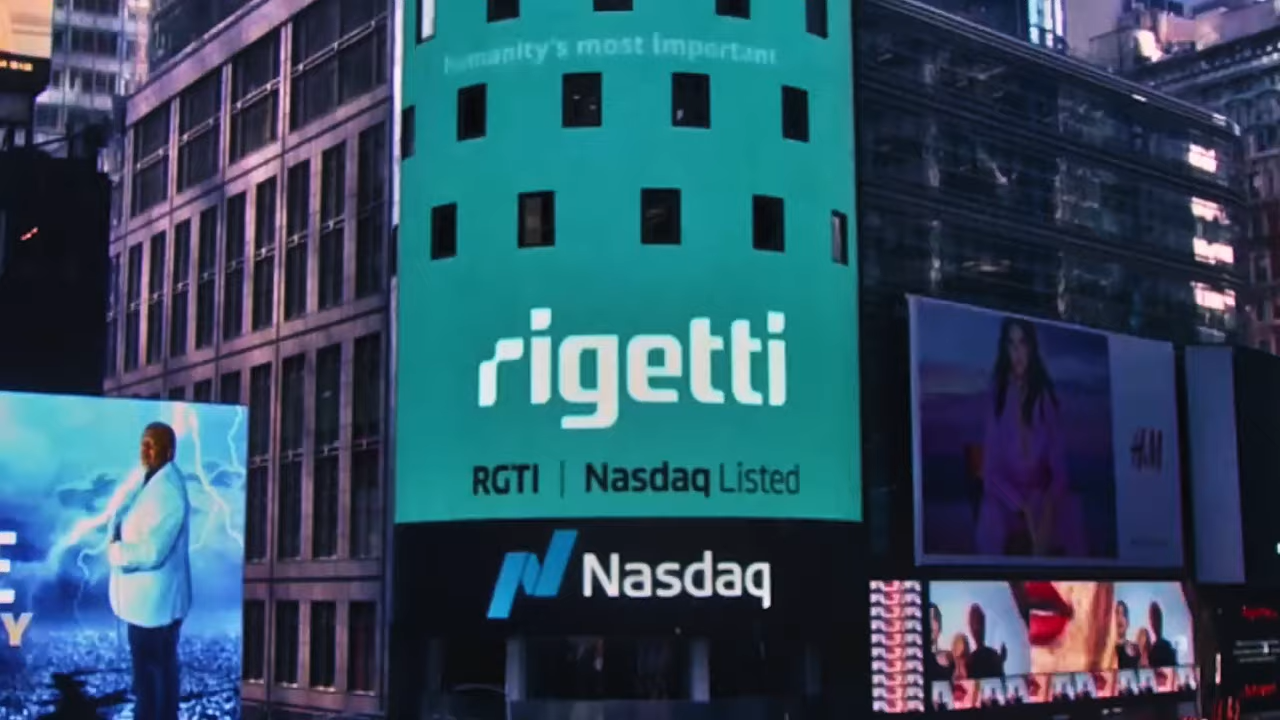 humanity's most important
rigetti
RGTI | Nasdaq Listed
Nasdaq
H&M
E
E
Y